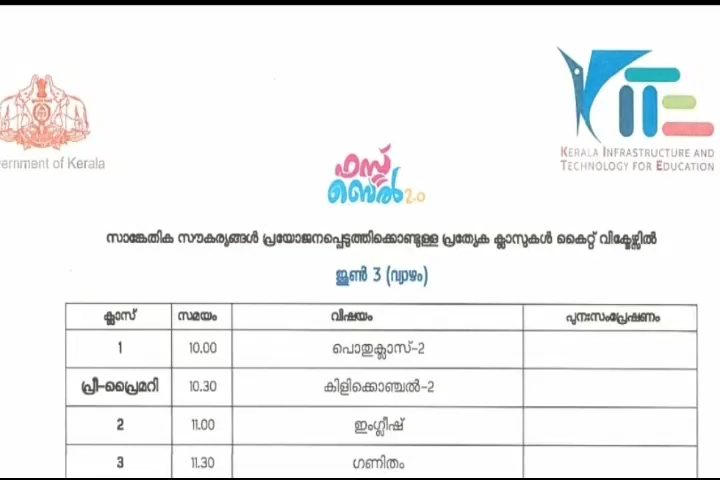 vernment of Kerala
KERALA INFRASTRUCTURE AND
TECHNOLOGY FOR EDUCATION
ഫസ്റ്റ്
ബെൽ 2.0
സാങ്കേതിക സൗകര്യങ്ങൾ പ്രയോജനപ്പെടുത്തിക്കൊണ്ടുള്ള പ്രത്യേക ക്ലാസുകൾ കൈറ്റ് വിക്ടേഴ്സിൽ
ജൂൺ 3 (വ്യാഴം)
ക്ലാസ് സമയം വിഷയം പുനഃസംപ്രേഷണം
1 10.00 പൊതുക്ലാസ്-2
പ്രീ-പ്രൈമറി 10.30 കിളിക്കൊഞ്ചൽ-2
2 11.00 ഇംഗ്ലീഷ്
3 11.30 ഗണിതം